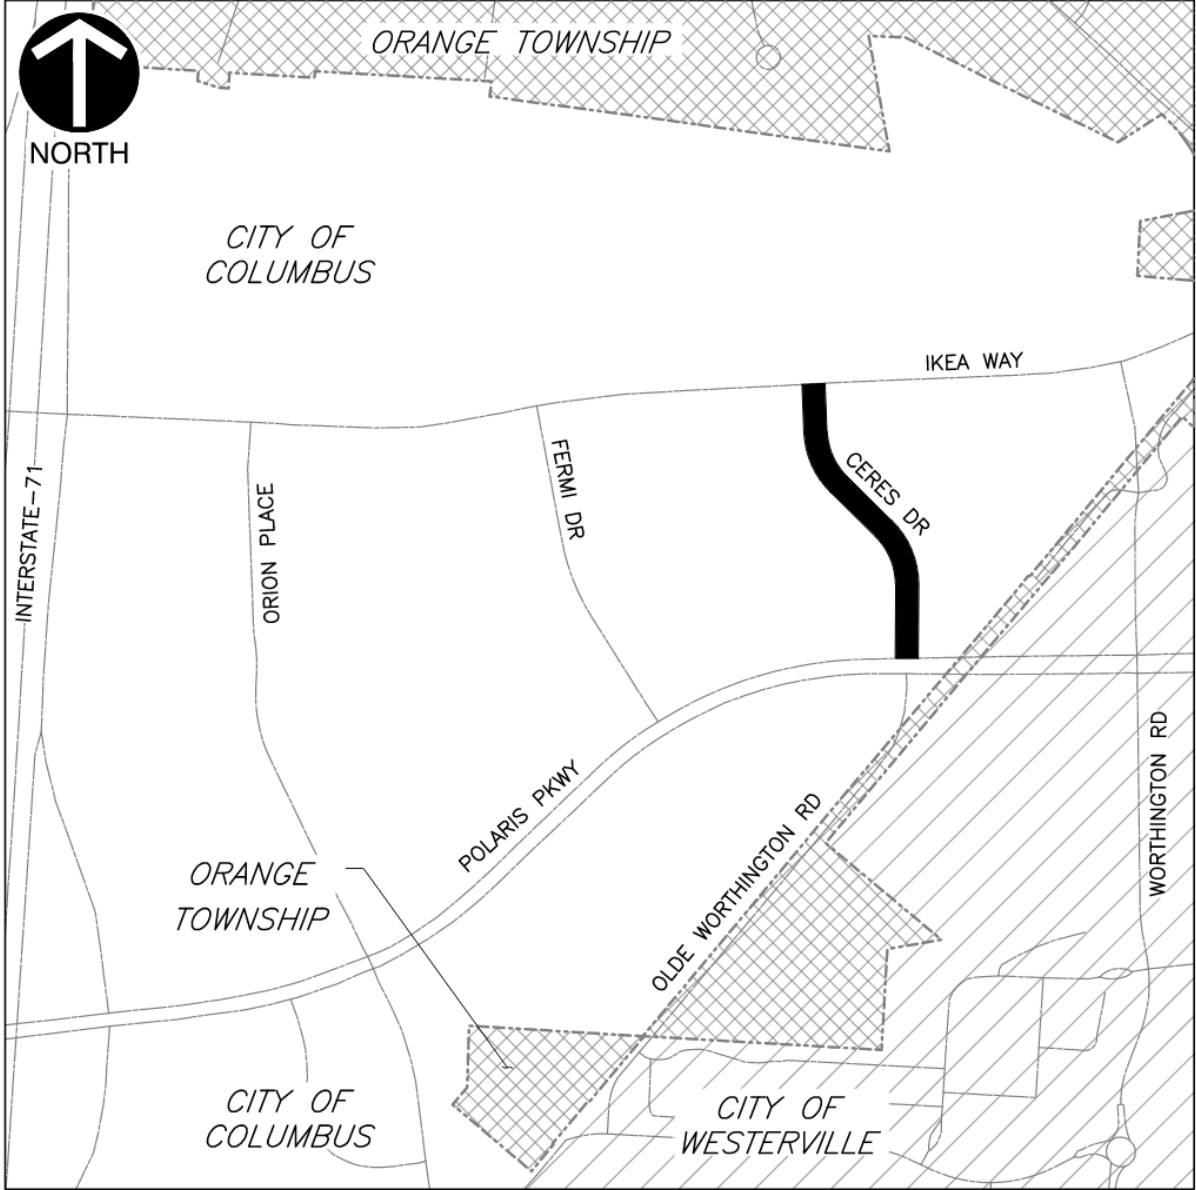 ORANGE TOWNSHIP
NORTH
CITY OF
COLUMBUS
IKEA WAY
CERES DR
FERMI DR
INTERSTATE-71
ORION PLACE
WORTHINGTON RD
POLARIS PKWY
OLDE WORTHINGTON RD
ORANGE
TOWNSHIP
CITY OF
COLUMBUS
CITY OF
WESTERVILLE